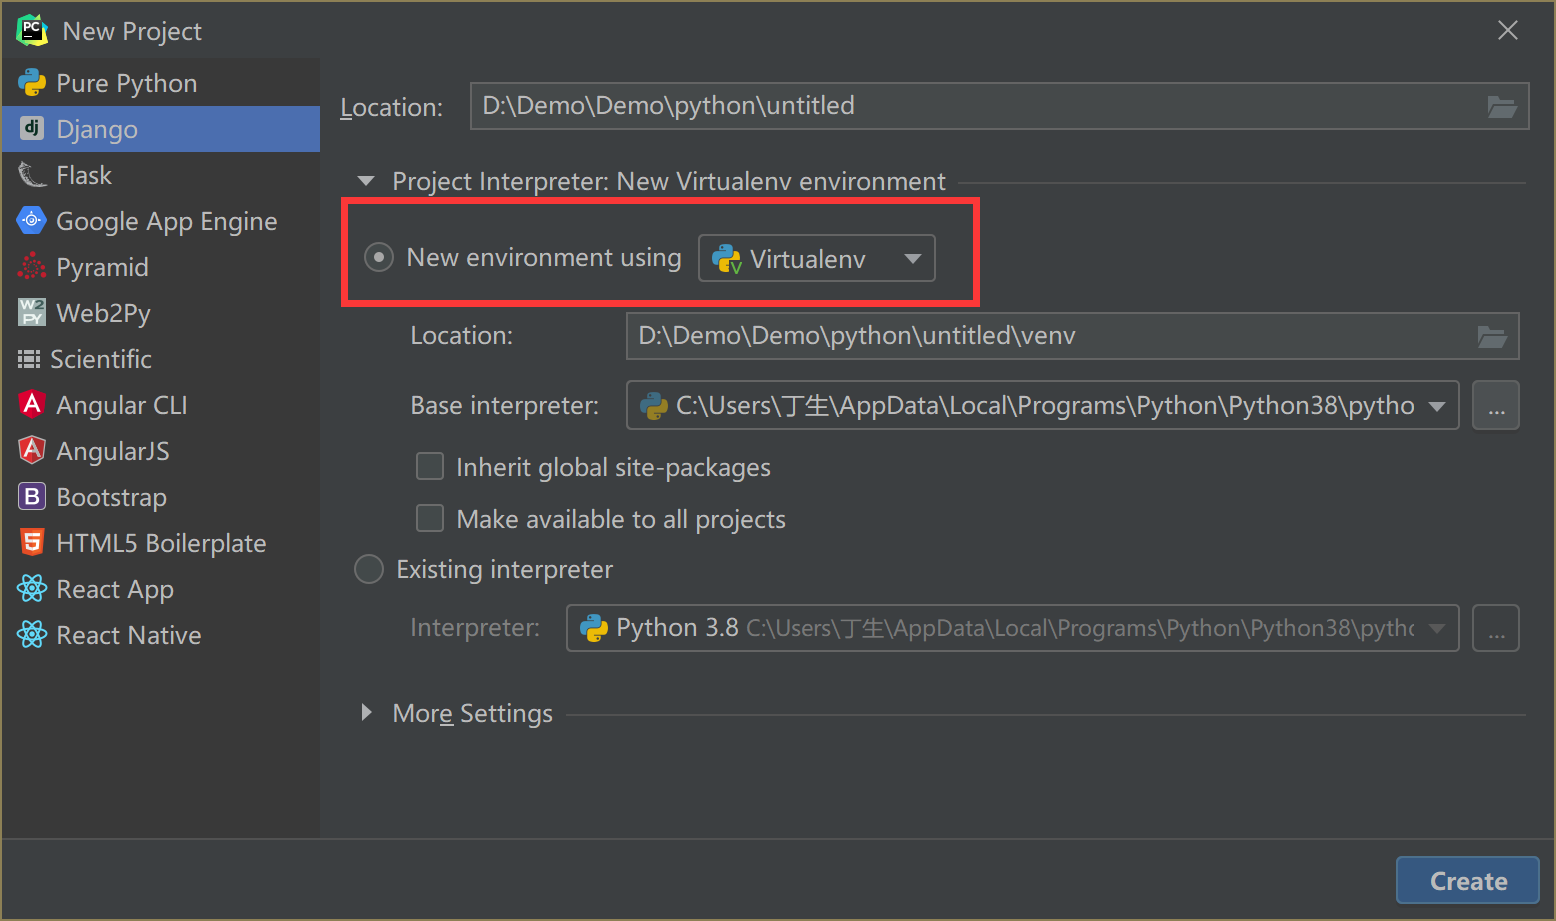 New Project
Pure Python
Django
Flask
Google App Engine
Pyramid
Web2Py
Scientific
Angular CLI
AngularJS
Bootstrap
HTML5 Boilerplate
React App
React Native
Location: D:\Demo\Demo\python\untitled
Project Interpreter: New Virtualenv environment
New environment using Virtualenv
Location: D:\Demo\Demo\python\untitled\venv
Base interpreter: C:\Users\丁生\AppData\Local\Programs\Python\Python38\pytho ...
Inherit global site-packages
Make available to all projects
Existing interpreter
Interpreter: Python 3.8 C:\Users\丁生\AppData\Local\Programs\Python\Python38\pytho ...
More Settings
Create